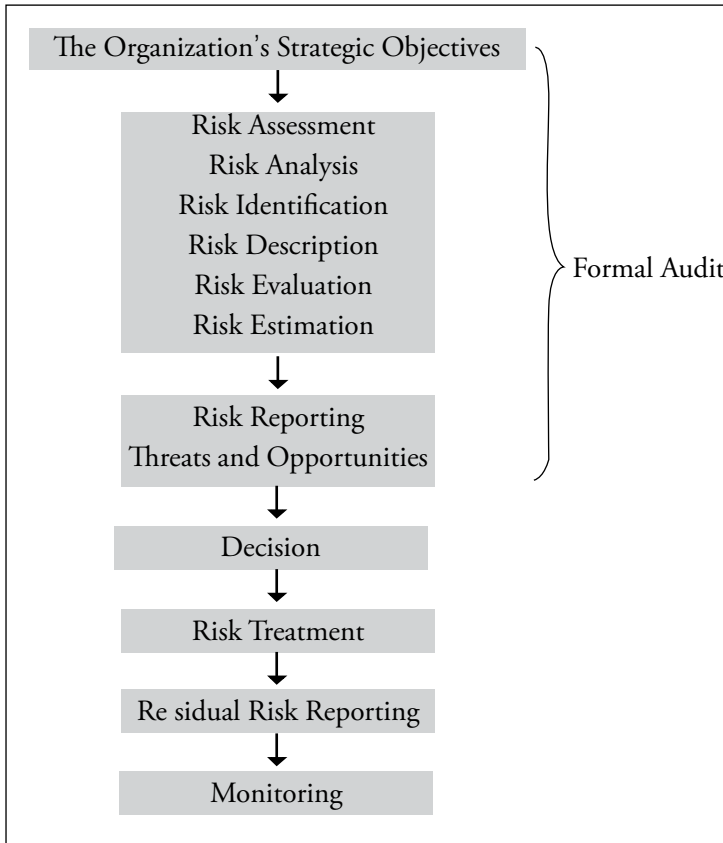 The Organization’s Strategic Objectives
Risk Assessment
Risk Analysis
Risk Identification
Risk Description
Risk Evaluation
Risk Estimation
Formal Audit
Risk Reporting
Threats and Opportunities
Decision
Risk Treatment
Re sidual Risk Reporting
Monitoring